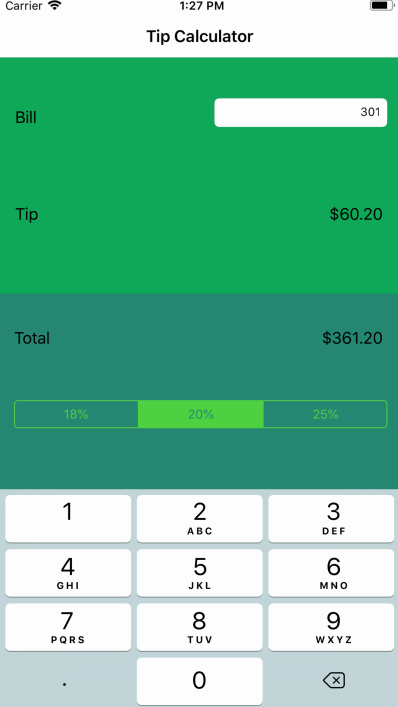 Carrier 1:27 PM
Tip Calculator
Bill 301
Tip $60.20
Total $361.20
18% 20% 25%
1 2 3
ABC DEF
4 5 6
GHI JKL MNO
7 8 9
PQRS TUV WXYZ
. 0